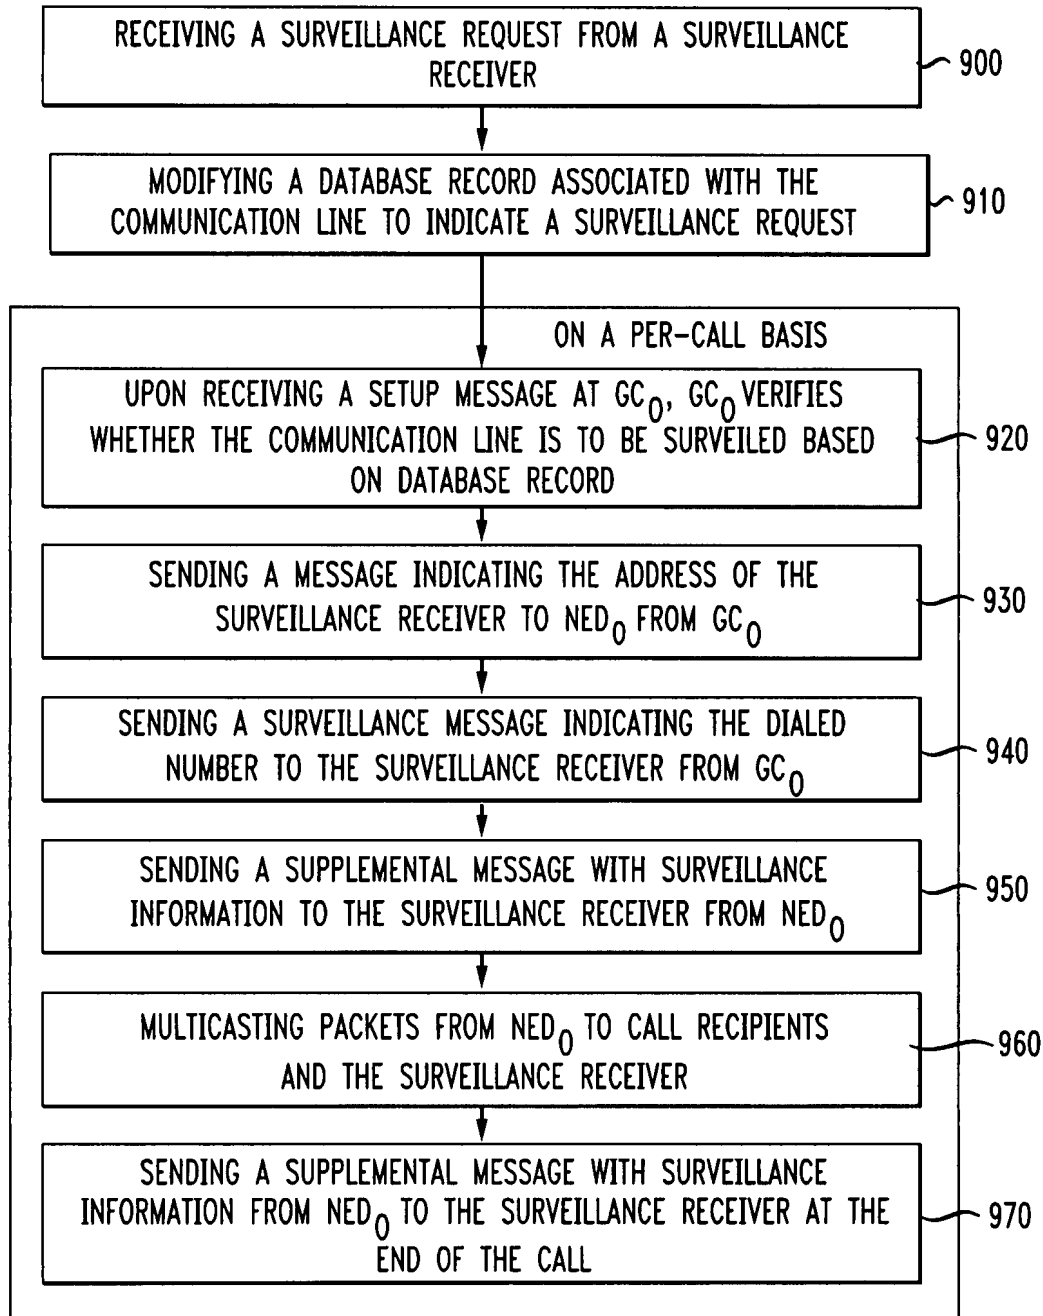 RECEIVING A SURVEILLANCE REQUEST FROM A SURVEILLANCE
RECEIVER
900
MODIFYING A DATABASE RECORD ASSOCIATED WITH THE
COMMUNICATION LINE TO INDICATE A SURVEILLANCE REQUEST
910
ON A PER-CALL BASIS
UPON RECEIVING A SETUP MESSAGE AT GC0, GC0 VERIFIES
WHETHER THE COMMUNICATION LINE IS TO BE SURVEILED BASED
ON DATABASE RECORD
920
SENDING A MESSAGE INDICATING THE ADDRESS OF THE
SURVEILLANCE RECEIVER TO NED0 FROM GC0
930
SENDING A SURVEILLANCE MESSAGE INDICATING THE DIALED
NUMBER TO THE SURVEILLANCE RECEIVER FROM GC0
940
SENDING A SUPPLEMENTAL MESSAGE WITH SURVEILLANCE
INFORMATION TO THE SURVEILLANCE RECEIVER FROM NED0
950
MULTICASTING PACKETS FROM NED0 TO CALL RECIPIENTS
AND THE SURVEILLANCE RECEIVER
960
SENDING A SUPPLEMENTAL MESSAGE WITH SURVEILLANCE
INFORMATION FROM NED0 TO THE SURVEILLANCE RECEIVER AT THE
END OF THE CALL
970